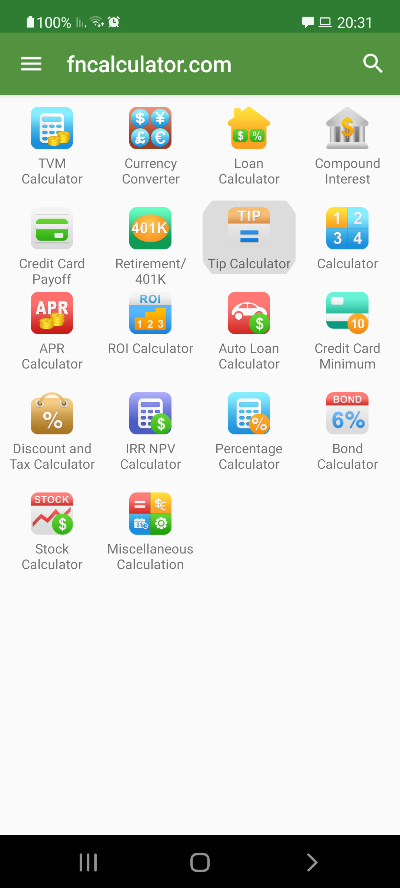 100% 20:31
fncalculator.com
$ ¥ £ €
$ %
$
TVM Calculator
Currency Converter
Loan Calculator
Compound Interest
401K
TIP
=
1 2
3 4
Credit Card Payoff
Retirement/ 401K
Tip Calculator
Calculator
APR
ROI
1 2 3
$
10
APR Calculator
ROI Calculator
Auto Loan Calculator
Credit Card Minimum
%
$
%
BOND
6%
Discount and Tax Calculator
IRR NPV Calculator
Percentage Calculator
Bond Calculator
STOCK
$
= $€
Stock Calculator
Miscellaneous Calculation